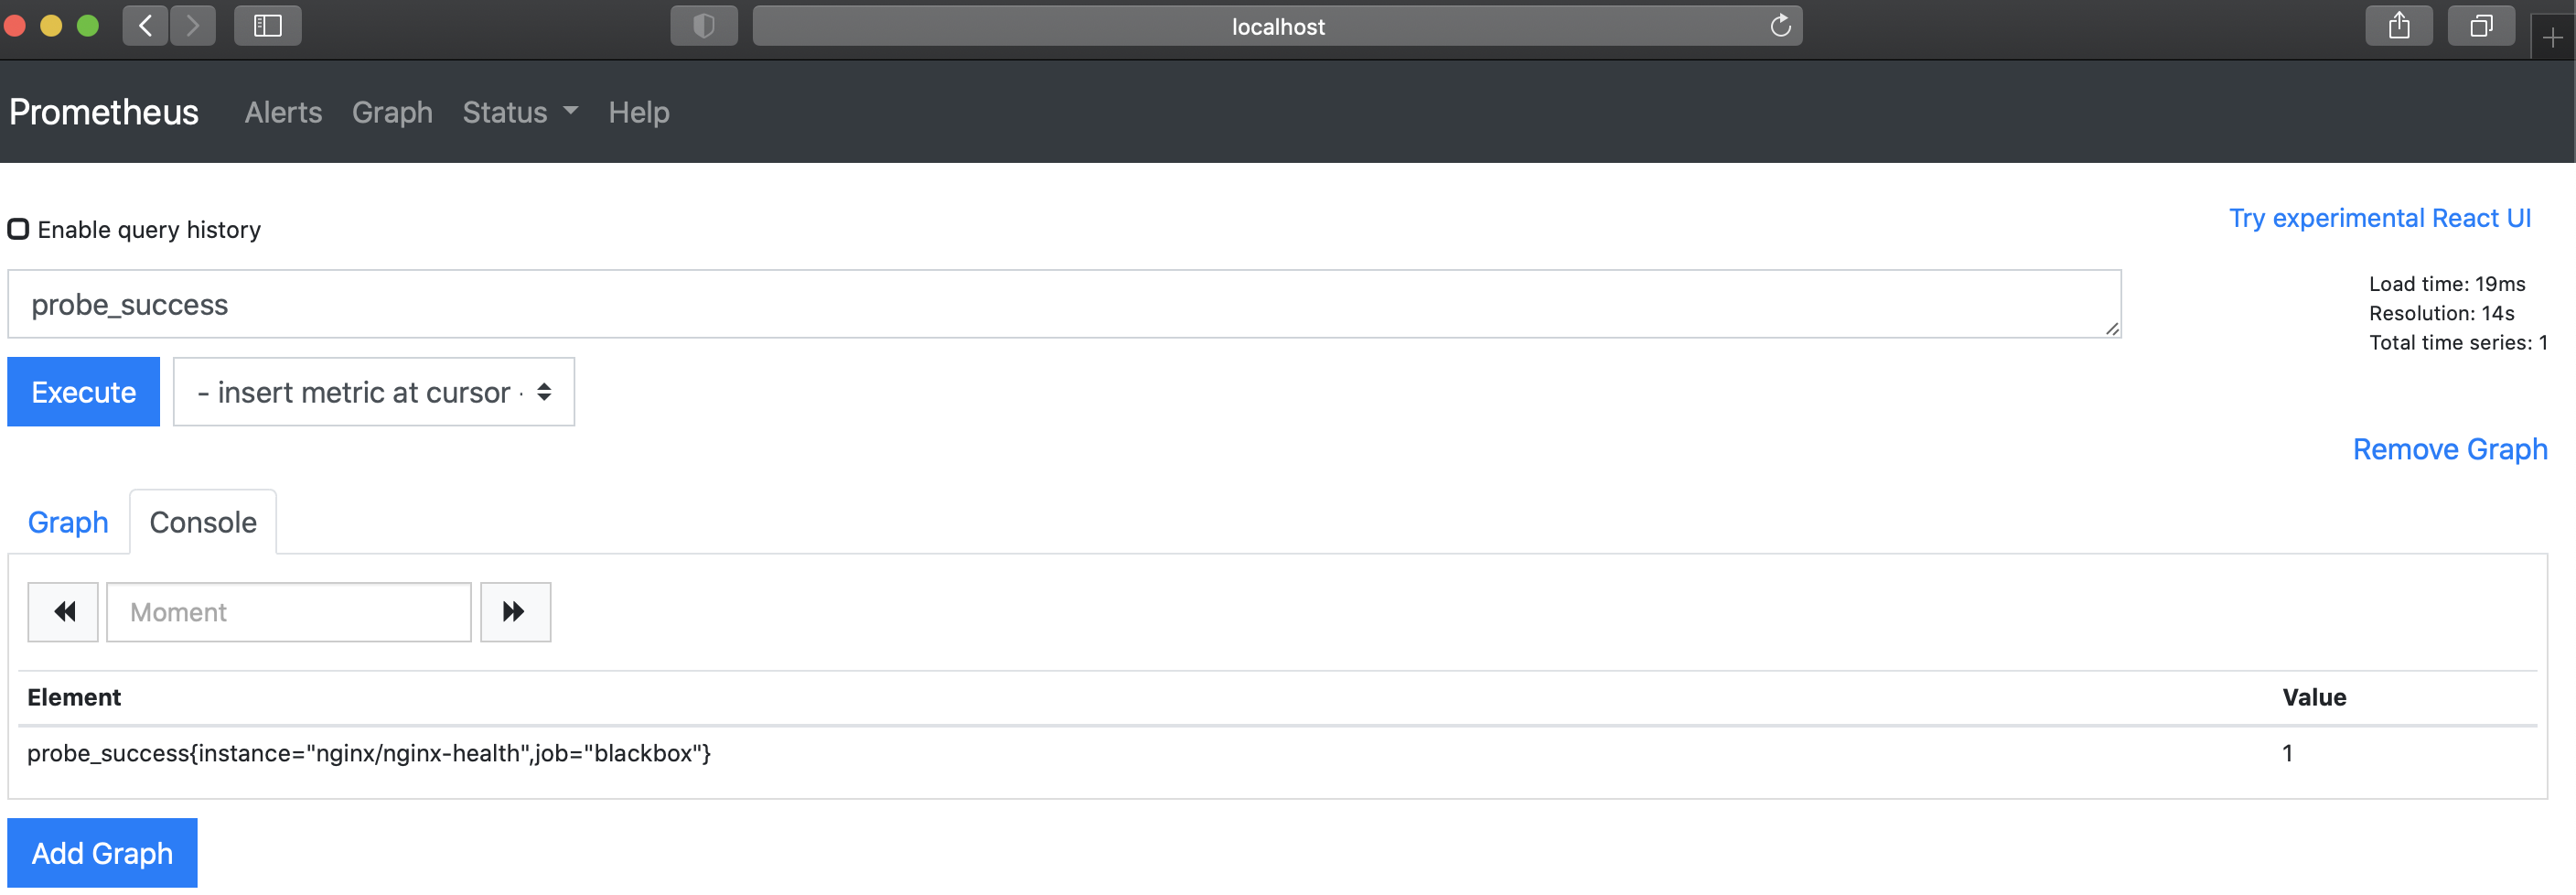 localhost
Prometheus Alerts Graph Status Help
Enable query history
Try experimental React UI
probe_success
Load time: 19ms
Resolution: 14s
Total time series: 1
Execute
- insert metric at cursor -
Remove Graph
Graph Console
Moment
Element Value
probe_success{instance="nginx/nginx-health",job="blackbox"} 1
Add Graph